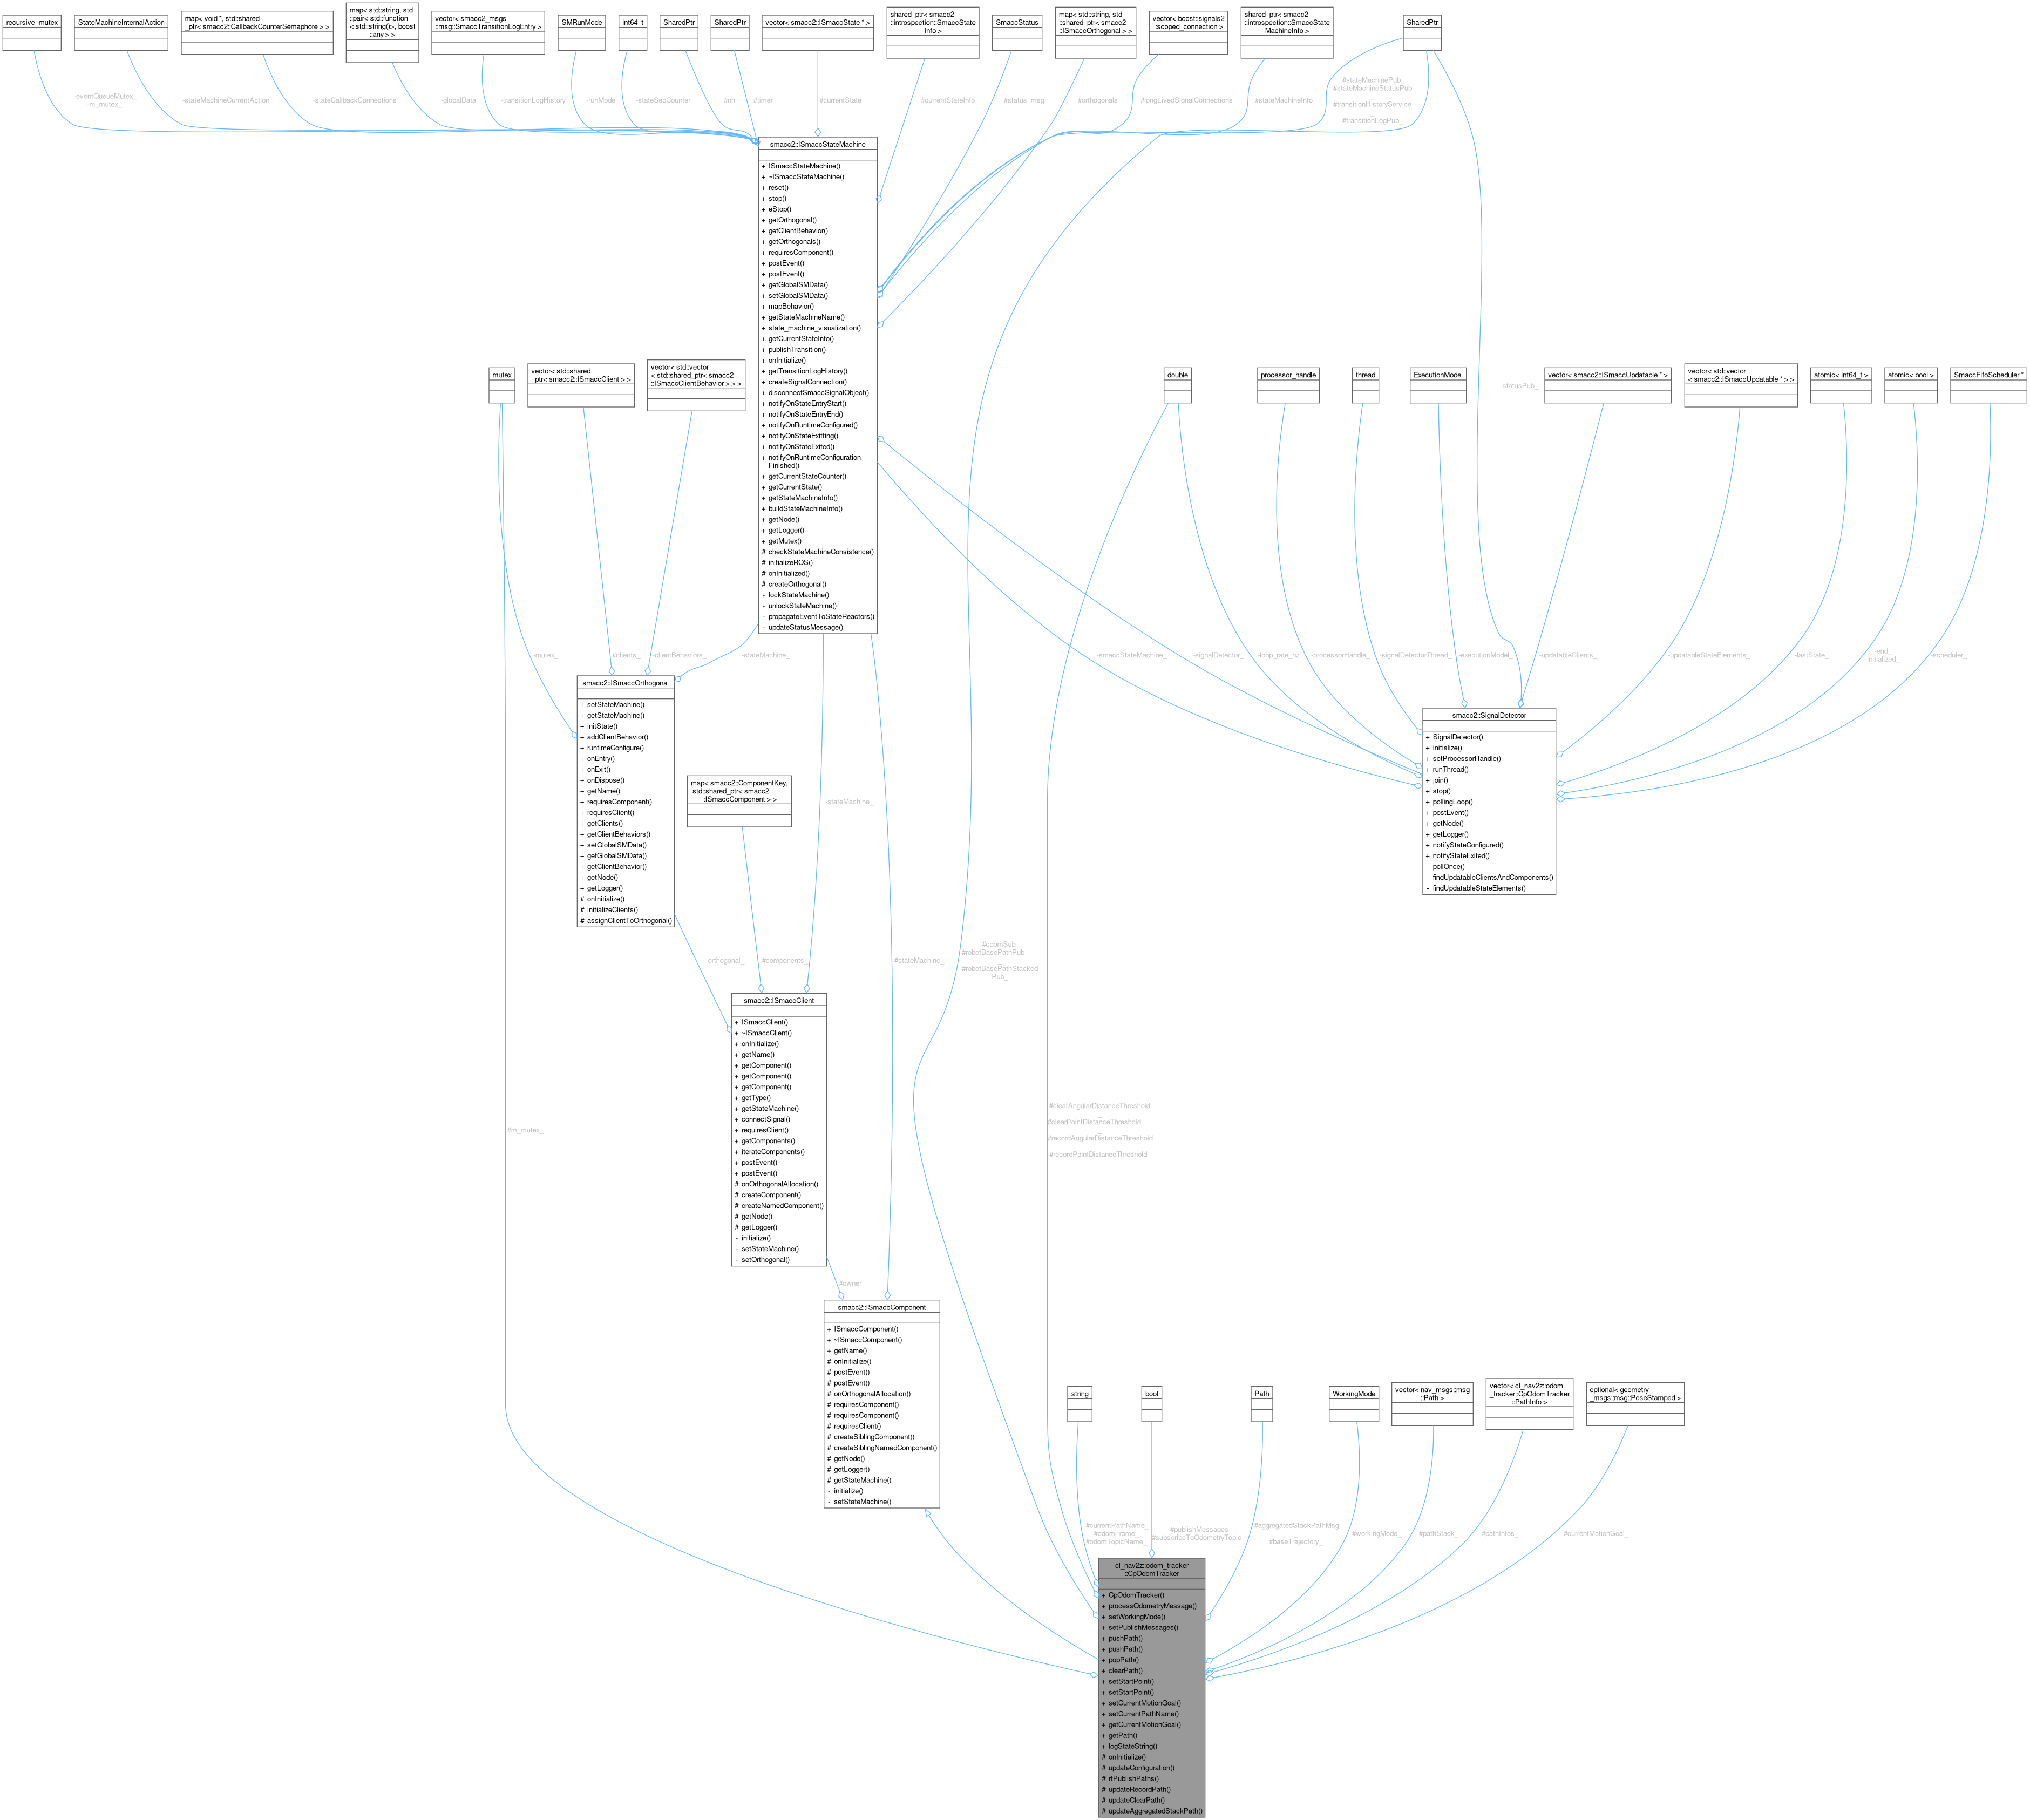 recursive_mutex
StateMachineInternalAction
map< void *, std::shared
_ptr< smacc2::CallbackCounterSemaphore > >
map< std::string, std
::pair< std::function
< std::string()>, boost
::any > >
vector< smacc2_msgs
::msg::SmaccTransitionLogEntry >
SMRunMode
int64_t
SharedPtr
SharedPtr
vector< smacc2::ISmaccState * >
shared_ptr< smacc2
::introspection::SmaccState
Info >
SmaccStatus
map< std::string, std
::shared_ptr< smacc2
::ISmaccOrthogonal > >
vector< boost::signals2
::scoped_connection >
shared_ptr< smacc2
::introspection::SmaccState
MachineInfo >
SharedPtr
-eventQueueMutex_
-m_mutex_
-stateMachineCurrentAction
-stateCallbackConnections
-globalData_
-transitionLogHistory_
-runMode_
-stateSeqCounter_
#nh_
#timer_
#currentState_
#currentStateInfo_
#status_msg_
#orthogonals_
#longLivedSignalConnections_
#stateMachineInfo_
#stateMachinePub_
#stateMachineStatusPub
_
#transitionHistoryService
_
#transitionLogPub_
smacc2::ISmaccStateMachine
+ ISmaccStateMachine()
+ ~ISmaccStateMachine()
+ reset()
+ stop()
+ eStop()
+ getOrthogonal()
+ getClientBehavior()
+ getOrthogonals()
+ requiresComponent()
+ postEvent()
+ postEvent()
+ getGlobalSMData()
+ setGlobalSMData()
+ mapBehavior()
+ getStateMachineName()
+ state_machine_visualization()
+ getCurrentStateInfo()
+ publishTransition()
+ onInitialize()
+ getTransitionLogHistory()
+ createSignalConnection()
+ disconnectSmaccSignalObject()
+ notifyOnStateEntryStart()
+ notifyOnStateEntryEnd()
+ notifyOnRuntimeConfigured()
+ notifyOnStateExitting()
+ notifyOnStateExited()
+ notifyOnRuntimeConfiguration
Finished()
+ getCurrentStateCounter()
+ getCurrentState()
+ getStateMachineInfo()
+ buildStateMachineInfo()
+ getNode()
+ getLogger()
+ getMutex()
# checkStateMachineConsistence()
# initializeROS()
# onInitialized()
# createOrthogonal()
- lockStateMachine()
- unlockStateMachine()
- propagateEventToStateReactors()
- updateStatusMessage()
mutex
vector< std::shared
_ptr< smacc2::ISmaccClient > >
vector< std::vector
< std::shared_ptr< smacc2
::ISmaccClientBehavior > > >
double
processor_handle
thread
ExecutionModel
-statusPub_
vector< smacc2::ISmaccUpdatable * >
vector< std::vector
< smacc2::ISmaccUpdatable * > >
atomic< int64_t >
atomic< bool >
SmaccFifoScheduler *
-mutex_
#clients_
-clientBehaviors_
-stateMachine_
-smaccStateMachine_
-signalDetector_
-loop_rate_hz
-processorHandle_
-signalDetectorThread_
-executionModel_
-updatableClients_
-updatableStateElements_
-lastState_
-end_
-initialized_
-scheduler_
smacc2::ISmaccOrthogonal
+ setStateMachine()
+ getStateMachine()
+ initState()
+ addClientBehavior()
+ runtimeConfigure()
+ onEntry()
+ onExit()
+ onDispose()
+ getName()
+ requiresComponent()
+ requiresClient()
+ getClients()
+ getClientBehaviors()
+ setGlobalSMData()
+ getGlobalSMData()
+ getClientBehavior()
+ getNode()
+ getLogger()
# onInitialize()
# initializeClients()
# assignClientToOrthogonal()
smacc2::SignalDetector
+ SignalDetector()
+ initialize()
+ setProcessorHandle()
+ runThread()
+ join()
+ stop()
+ pollingLoop()
+ postEvent()
+ getNode()
+ getLogger()
+ notifyStateConfigured()
+ notifyStateExited()
- pollOnce()
- findUpdatableClientsAndComponents()
- findUpdatableStateElements()
map< smacc2::ComponentKey,
std::shared_ptr< smacc2
::ISmaccComponent > >
-stateMachine_
-orthogonal_
#components_
#stateMachine_
#odomSub_
#robotBasePathPub
_
#robotBasePathStacked
Pub_
smacc2::ISmaccClient
+ ISmaccClient()
+ ~ISmaccClient()
+ onInitialize()
+ getName()
+ getComponent()
+ getComponent()
+ getComponent()
+ getType()
+ getStateMachine()
+ connectSignal()
+ requiresClient()
+ getComponents()
+ iterateComponents()
+ postEvent()
+ postEvent()
# onOrthogonalAllocation()
# createComponent()
# createNamedComponent()
# getNode()
# getLogger()
- initialize()
- setStateMachine()
- setOrthogonal()
#m_mutex_
#clearAngularDistanceThreshold
_
#clearPointDistanceThreshold
_
#recordAngularDistanceThreshold
_
#recordPointDistanceThreshold_
#owner_
smacc2::ISmaccComponent
+ ISmaccComponent()
+ ~ISmaccComponent()
+ getName()
# onInitialize()
# postEvent()
# postEvent()
# onOrthogonalAllocation()
# requiresComponent()
# requiresComponent()
# requiresClient()
# createSiblingComponent()
# createSiblingNamedComponent()
# getNode()
# getLogger()
# getStateMachine()
- initialize()
- setStateMachine()
string
bool
Path
WorkingMode
vector< nav_msgs::msg
::Path >
vector< cl_nav2z::odom
_tracker::CpOdomTracker
::PathInfo >
optional< geometry
_msgs::msg::PoseStamped >
#currentPathName_
#odomFrame_
#odomTopicName_
#publishMessages
#subscribeToOdometryTopic_
#aggregatedStackPathMsg
_
#baseTrajectory_
#workingMode_
#pathStack_
#pathInfos_
#currentMotionGoal_
cl_nav2z::odom_tracker
::CpOdomTracker
+ CpOdomTracker()
+ processOdometryMessage()
+ setWorkingMode()
+ setPublishMessages()
+ pushPath()
+ pushPath()
+ popPath()
+ clearPath()
+ setStartPoint()
+ setStartPoint()
+ setCurrentMotionGoal()
+ setCurrentPathName()
+ getCurrentMotionGoal()
+ getPath()
+ logStateString()
# onInitialize()
# updateConfiguration()
# rtPublishPaths()
# updateRecordPath()
# updateClearPath()
# updateAggregatedStackPath()